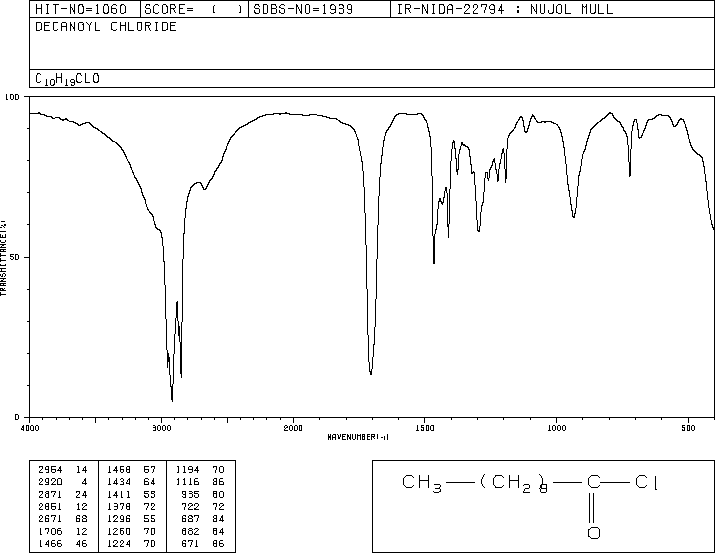 HIT-NO=1060 SCORE= ( ) SDBS-NO=1939 IR-NIDA-22794 : NUJOL MULL
DECANOYL CHLORIDE
C10H19CLO
100
50
0
TRANSMITTANCE(%)
4000 3000 2000 1500 1000 500
WAVENUMBER(-1)
2954 14 1468 57 1194 70
2920 4 1434 64 1116 86
2871 24 1411 55 935 60
2851 12 1378 72 722 72
2671 68 1296 55 687 84
1706 12 1260 70 682 84
1466 46 1224 70 671 86
CH3 (CH2)8 C Cl
O